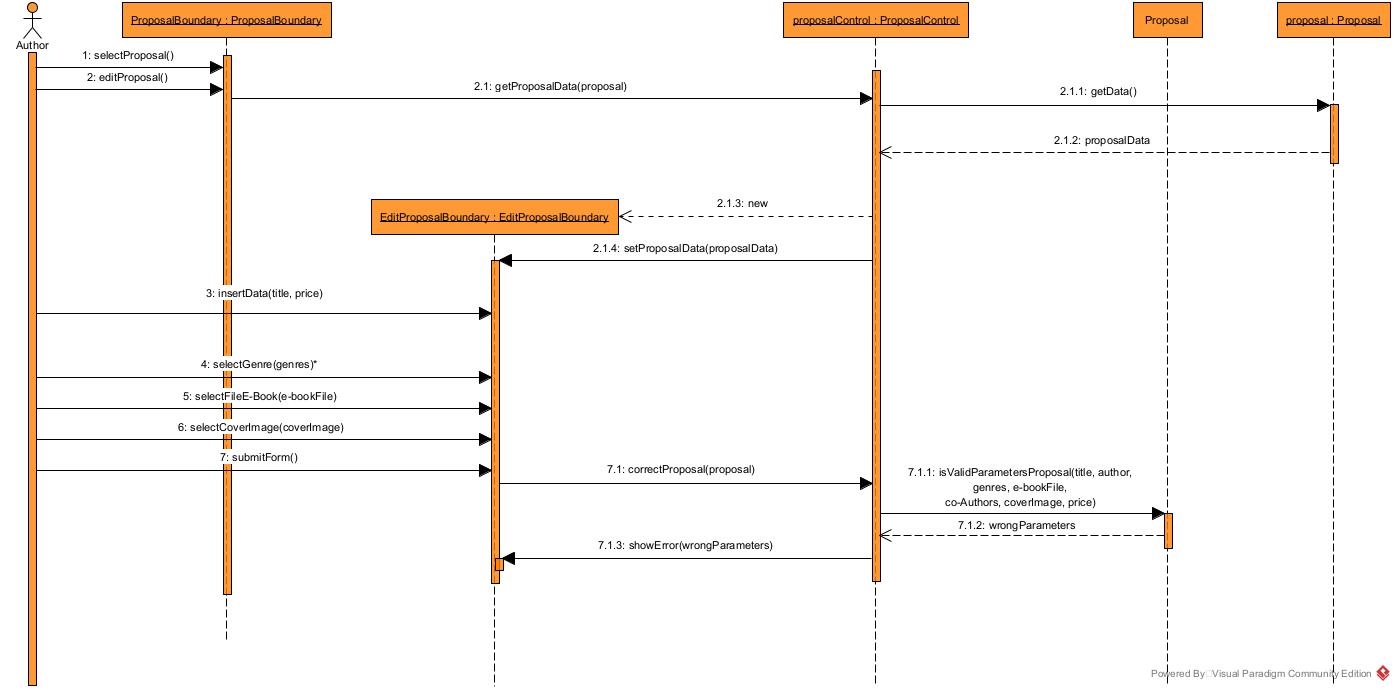 Author
ProposalBoundary : ProposalBoundary
proposalControl : ProposalControl
Proposal
proposal : Proposal
1: selectProposal()
2: editProposal()
2.1: getProposalData(proposal)
2.1.1: getData()
2.1.2: proposalData
2.1.3: new
EditProposalBoundary : EditProposalBoundary
2.1.4: setProposalData(proposalData)
3: insertData(title, price)
4: selectGenre(genres)*
5: selectFileE-Book(e-bookFile)
6: selectCoverImage(coverImage)
7: submitForm()
7.1: correctProposal(proposal)
7.1.1: isValidParametersProposal(title, author,
genres, e-bookFile,
co-Authors, coverImage, price)
7.1.2: wrongParameters
7.1.3: showError(wrongParameters)
Powered By Visual Paradigm Community Edition